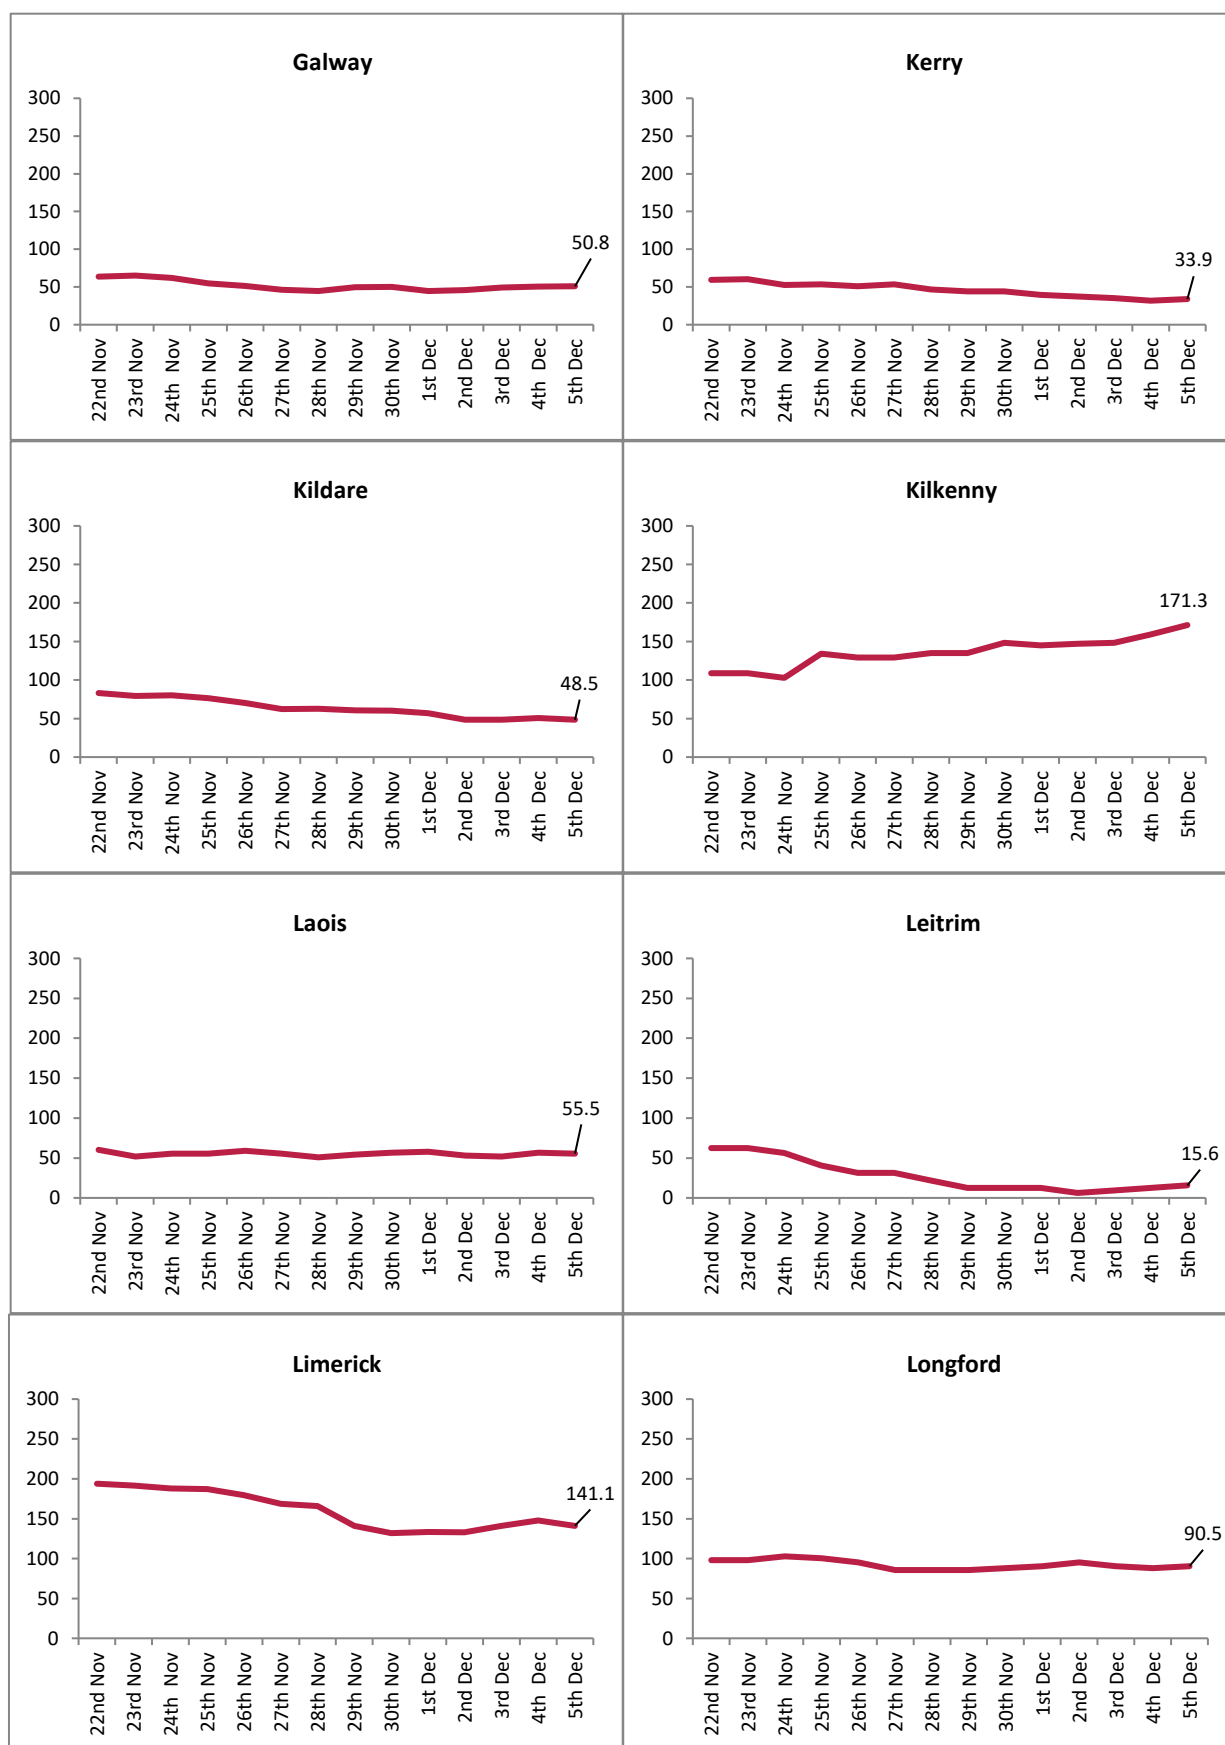 Galway
300
250
200
150
100
50
0
50.8
22nd Nov
23rd Nov
24th  Nov
25th Nov
26th Nov
27th Nov
28th Nov
29th Nov
30th Nov
1st Dec
2nd Dec
3rd Dec
4th  Dec
5th Dec
Kerry
300
250
200
150
100
50
0
33.9
22nd Nov
23rd Nov
24th  Nov
25th Nov
26th Nov
27th Nov
28th Nov
29th Nov
30th Nov
1st Dec
2nd Dec
3rd Dec
4th  Dec
5th Dec
Kildare
300
250
200
150
100
50
0
48.5
22nd Nov
23rd Nov
24th  Nov
25th Nov
26th Nov
27th Nov
28th Nov
29th Nov
30th Nov
1st Dec
2nd Dec
3rd Dec
4th  Dec
5th Dec
Kilkenny
300
250
200
150
100
50
0
171.3
22nd Nov
23rd Nov
24th  Nov
25th Nov
26th Nov
27th Nov
28th Nov
29th Nov
30th Nov
1st Dec
2nd Dec
3rd Dec
4th  Dec
5th Dec
Laois
300
250
200
150
100
50
0
55.5
22nd Nov
23rd Nov
24th  Nov
25th Nov
26th Nov
27th Nov
28th Nov
29th Nov
30th Nov
1st Dec
2nd Dec
3rd Dec
4th  Dec
5th Dec
Leitrim
300
250
200
150
100
50
0
15.6
22nd Nov
23rd Nov
24th  Nov
25th Nov
26th Nov
27th Nov
28th Nov
29th Nov
30th Nov
1st Dec
2nd Dec
3rd Dec
4th  Dec
5th Dec
Limerick
300
250
200
150
100
50
0
141.1
22nd Nov
23rd Nov
24th  Nov
25th Nov
26th Nov
27th Nov
28th Nov
29th Nov
30th Nov
1st Dec
2nd Dec
3rd Dec
4th  Dec
5th Dec
Longford
300
250
200
150
100
50
0
90.5
22nd Nov
23rd Nov
24th  Nov
25th Nov
26th Nov
27th Nov
28th Nov
29th Nov
30th Nov
1st Dec
2nd Dec
3rd Dec
4th  Dec
5th Dec